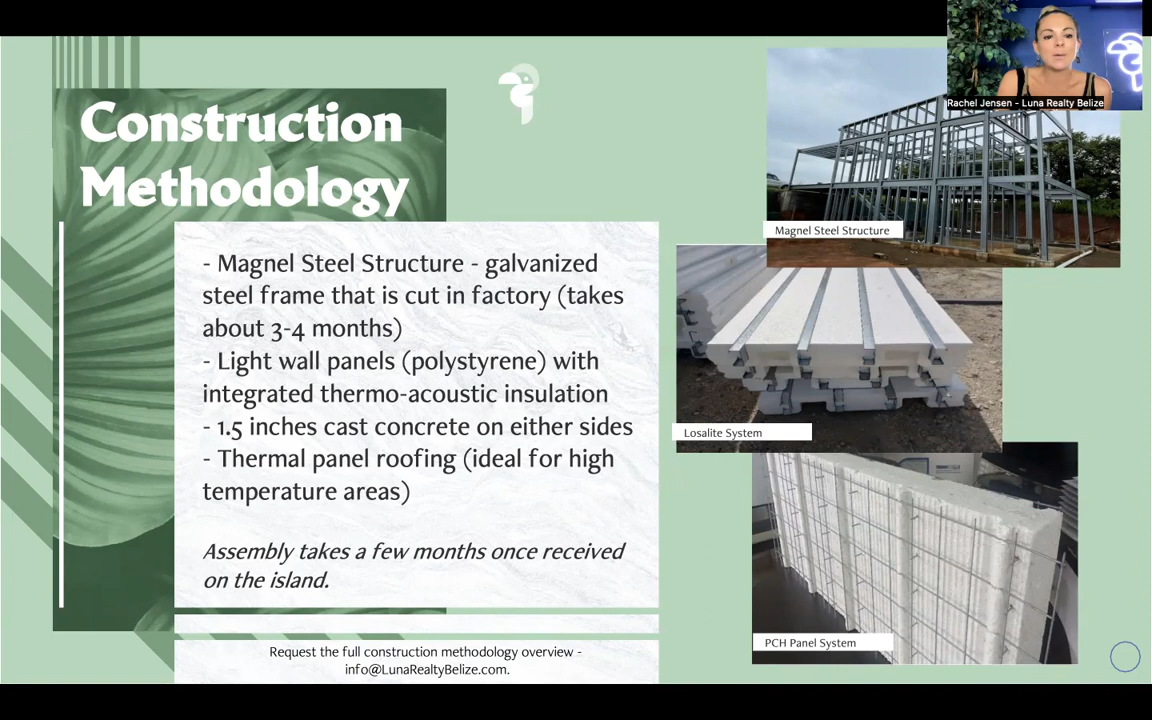 Construction
Methodology
- Magnel Steel Structure - galvanized
steel frame that is cut in factory (takes
about 3-4 months)
- Light wall panels (polystyrene) with
integrated thermo-acoustic insulation
- 1.5 inches cast concrete on either sides
- Thermal panel roofing (ideal for high
temperature areas)
Assembly takes a few months once received
on the island.
Request the full construction methodology overview -
info@LunaRealtyBelize.com.
Rachel Jensen - Luna Realty Belize
Magnel Steel Structure
Losalite System
PCH Panel System